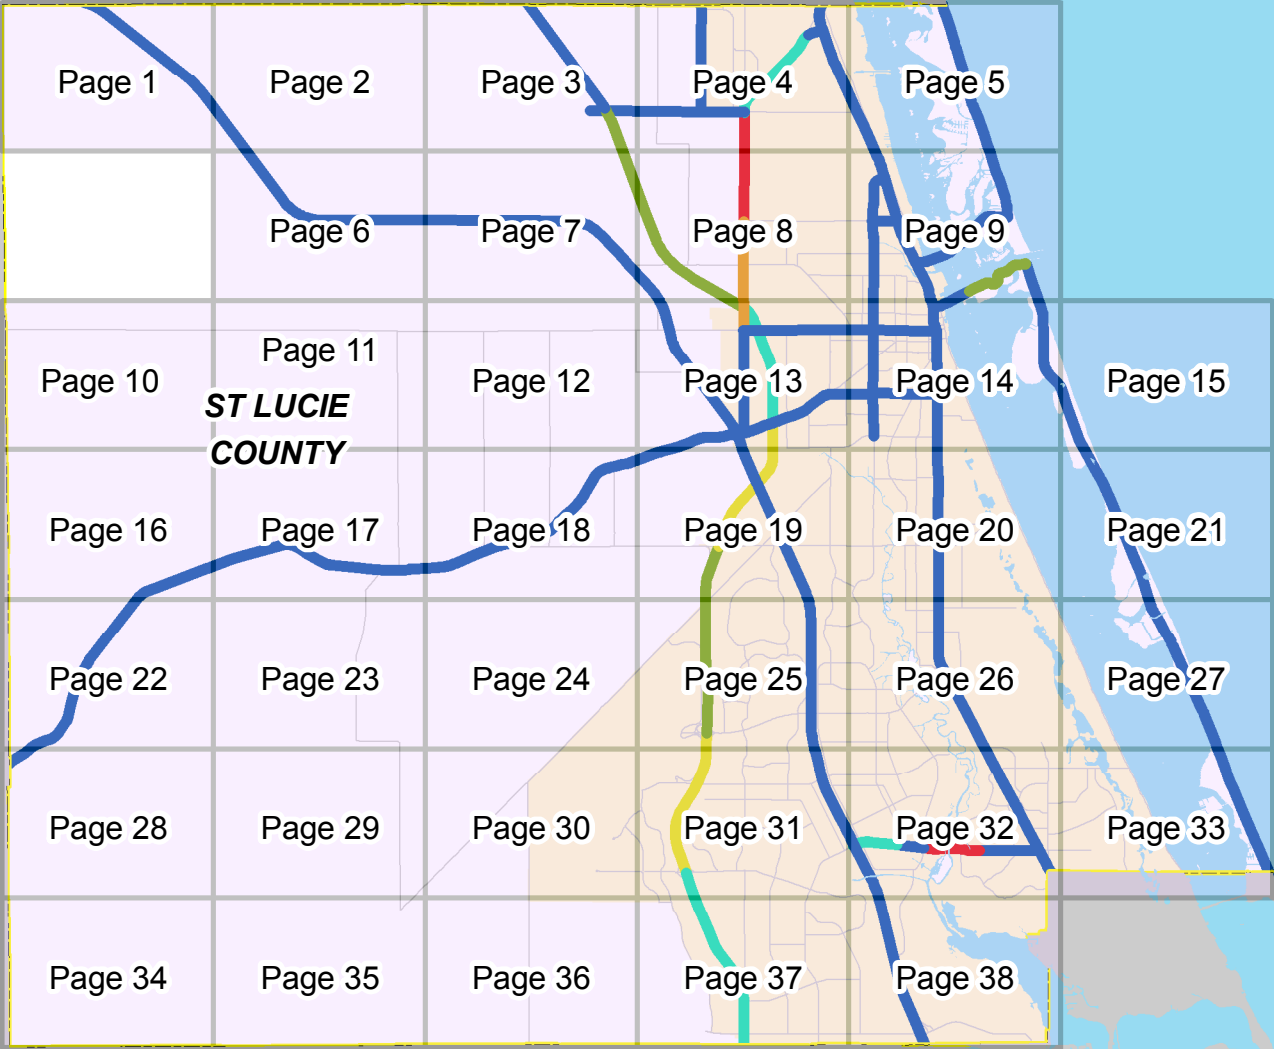 Page 1
Page 2
Page 3
Page 4
Page 5
Page 6
Page 7
Page 8
Page 9
Page 10
Page 11
Page 12
Page 13
Page 14
Page 15
ST LUCIE
COUNTY
Page 16
Page 17
Page 18
Page 19
Page 20
Page 21
Page 22
Page 23
Page 24
Page 25
Page 26
Page 27
Page 28
Page 29
Page 30
Page 31
Page 32
Page 33
Page 34
Page 35
Page 36
Page 37
Page 38